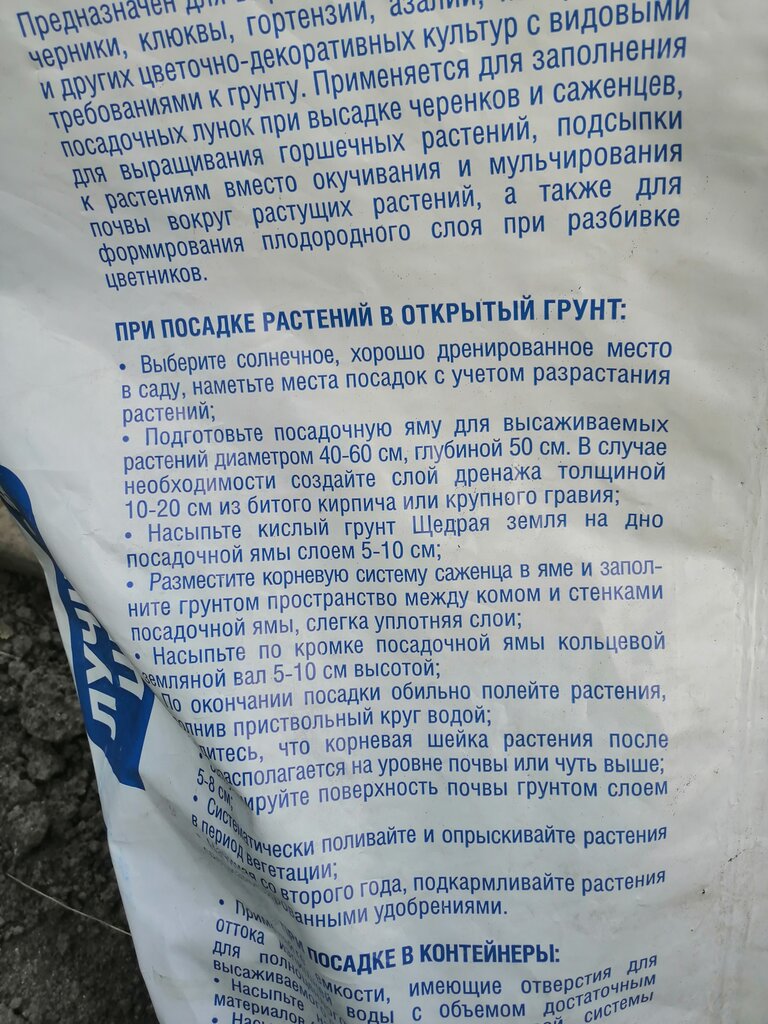 Предназначен для
черники, клюквы, гортензии, азалии,
и других цветочно-декоративных культур с видовыми
требованиями к грунту. Применяется для заполнения
посадочных лунок при высадке черенков и саженцев,
для выращивания горшечных растений, подсыпки
к растениям вместо окучивания и мульчирования
почвы вокруг растущих растений, а также для
формирования плодородного слоя при разбивке
цветников.
ПРИ ПОСАДКЕ РАСТЕНИЙ В ОТКРЫТЫЙ ГРУНТ:
• Выберите солнечное, хорошо дренированное место
в саду, наметьте места посадок с учетом разрастания
растений;
• Подготовьте посадочную яму для высаживаемых
растений диаметром 40-60 см, глубиной 50 см. В случае
необходимости создайте слой дренажа толщиной
10-20 см из битого кирпича или крупного гравия;
• Насыпьте кислый грунт Щедрая земля на дно
посадочной ямы слоем 5-10 см;
• Разместите корневую систему саженца в яме и запол-
ните грунтом пространство между комом и стенками
посадочной ямы, слегка уплотняя слои;
• Насыпьте по кромке посадочной ямы кольцевой
земляной вал 5-10 см высотой;
По окончании посадки обильно полейте растения,
приствольный круг водой;
что корневая шейка растения после
располагается на уровне почвы или чуть выше;
поверхность почвы грунтом слоем
5-8 см;
• Систематически поливайте и опрыскивайте растения
в период вегетации;
со второго года, подкармливайте растения
удобрениями.
ПОСАДКЕ В КОНТЕЙНЕРЫ:
• имеющие отверстия для
оттока воды с объемом достаточным
для системы
высаживаемого
• Насыпьте
материалов